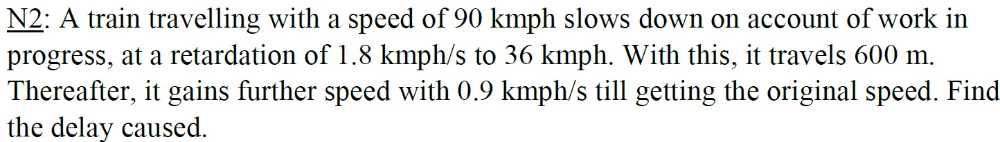 N2: A train travelling with a speed of 90 kmph slows down on account of work in
progress, at a retardation of 1.8 kmph/s to 36 kmph. With this, it travels 600 m.
Thereafter, it gains further speed with 0.9 kmph/s till getting the original speed. Find
the delay caused.